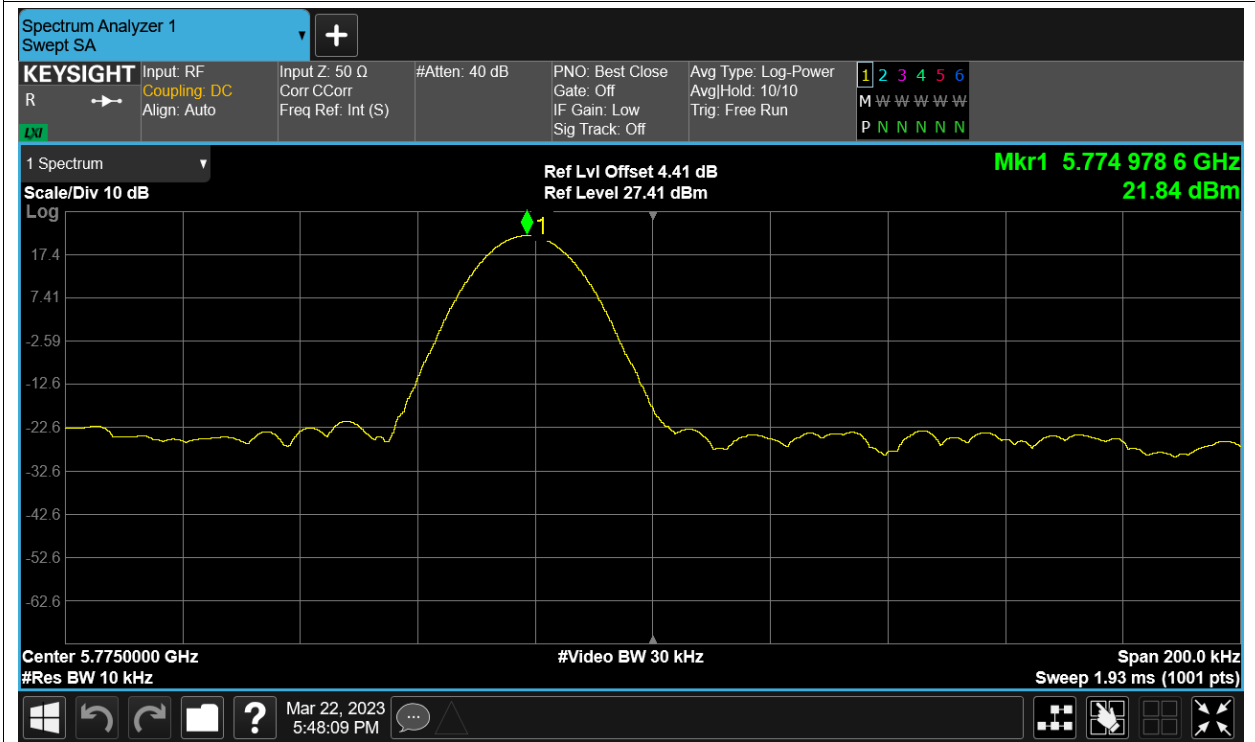 Spectrum Analyzer 1
Swept SA
KEYSIGHT
R
LXI
Input: RF
Coupling: DC
Align: Auto
Input Z: 50 Ω
Corr CCorr
Freq Ref: Int (S)
#Atten: 40 dB
PNO: Best Close
Gate: Off
IF Gain: Low
Sig Track: Off
Avg Type: Log-Power
Avg|Hold: 10/10
Trig: Free Run
1 2 3 4 5 6
M W W W W W
P N N N N N
1 Spectrum
Scale/Div 10 dB
Log
Ref Lvl Offset 4.41 dB
Ref Level 27.41 dBm
Mkr1 5.774 978 6 GHz
21.84 dBm
1
17.4
7.41
-2.59
-12.6
-22.6
-32.6
-42.6
-52.6
-62.6
Center 5.7750000 GHz
#Res BW 10 kHz
#Video BW 30 kHz
Span 200.0 kHz
Sweep 1.93 ms (1001 pts)
?
Mar 22, 2023
5:48:09 PM